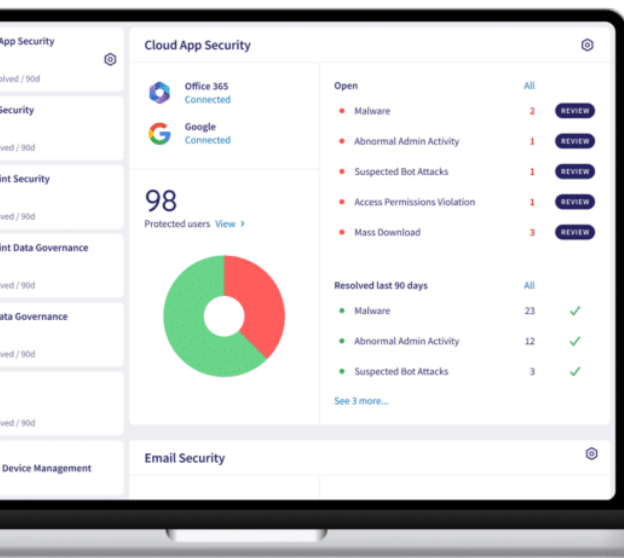 App Security
olved / 90d
Security
ved / 90d
int Security
ved / 90d
int Data Governance
ved / 90d
ata Governance
ved / 90d
ved / 90d
Device Management
Cloud App Security
Office 365
Connected
Google
Connected
98
Protected users View >
Open All
Malware 2 REVIEW
Abnormal Admin Activity 1 REVIEW
Suspected Bot Attacks 1 REVIEW
Access Permissions Violation 1 REVIEW
Mass Download 3 REVIEW
Resolved last 90 days All
Malware 23
Abnormal Admin Activity 12
Suspected Bot Attacks 3
See 3 more...
Email Security